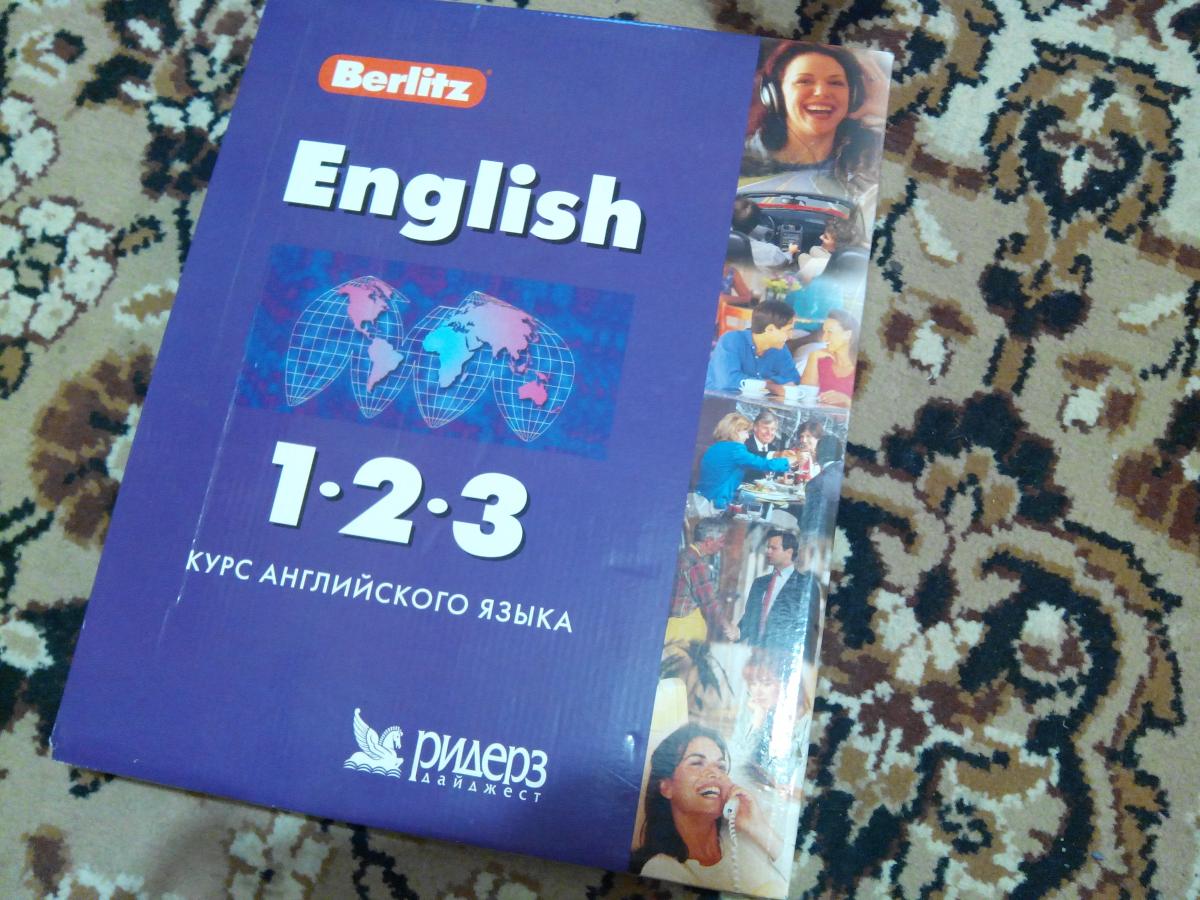 Berlitz
English
1·2·3
КУРС АНГЛИЙСКОГО ЯЗЫКА
ридерз
дайджест